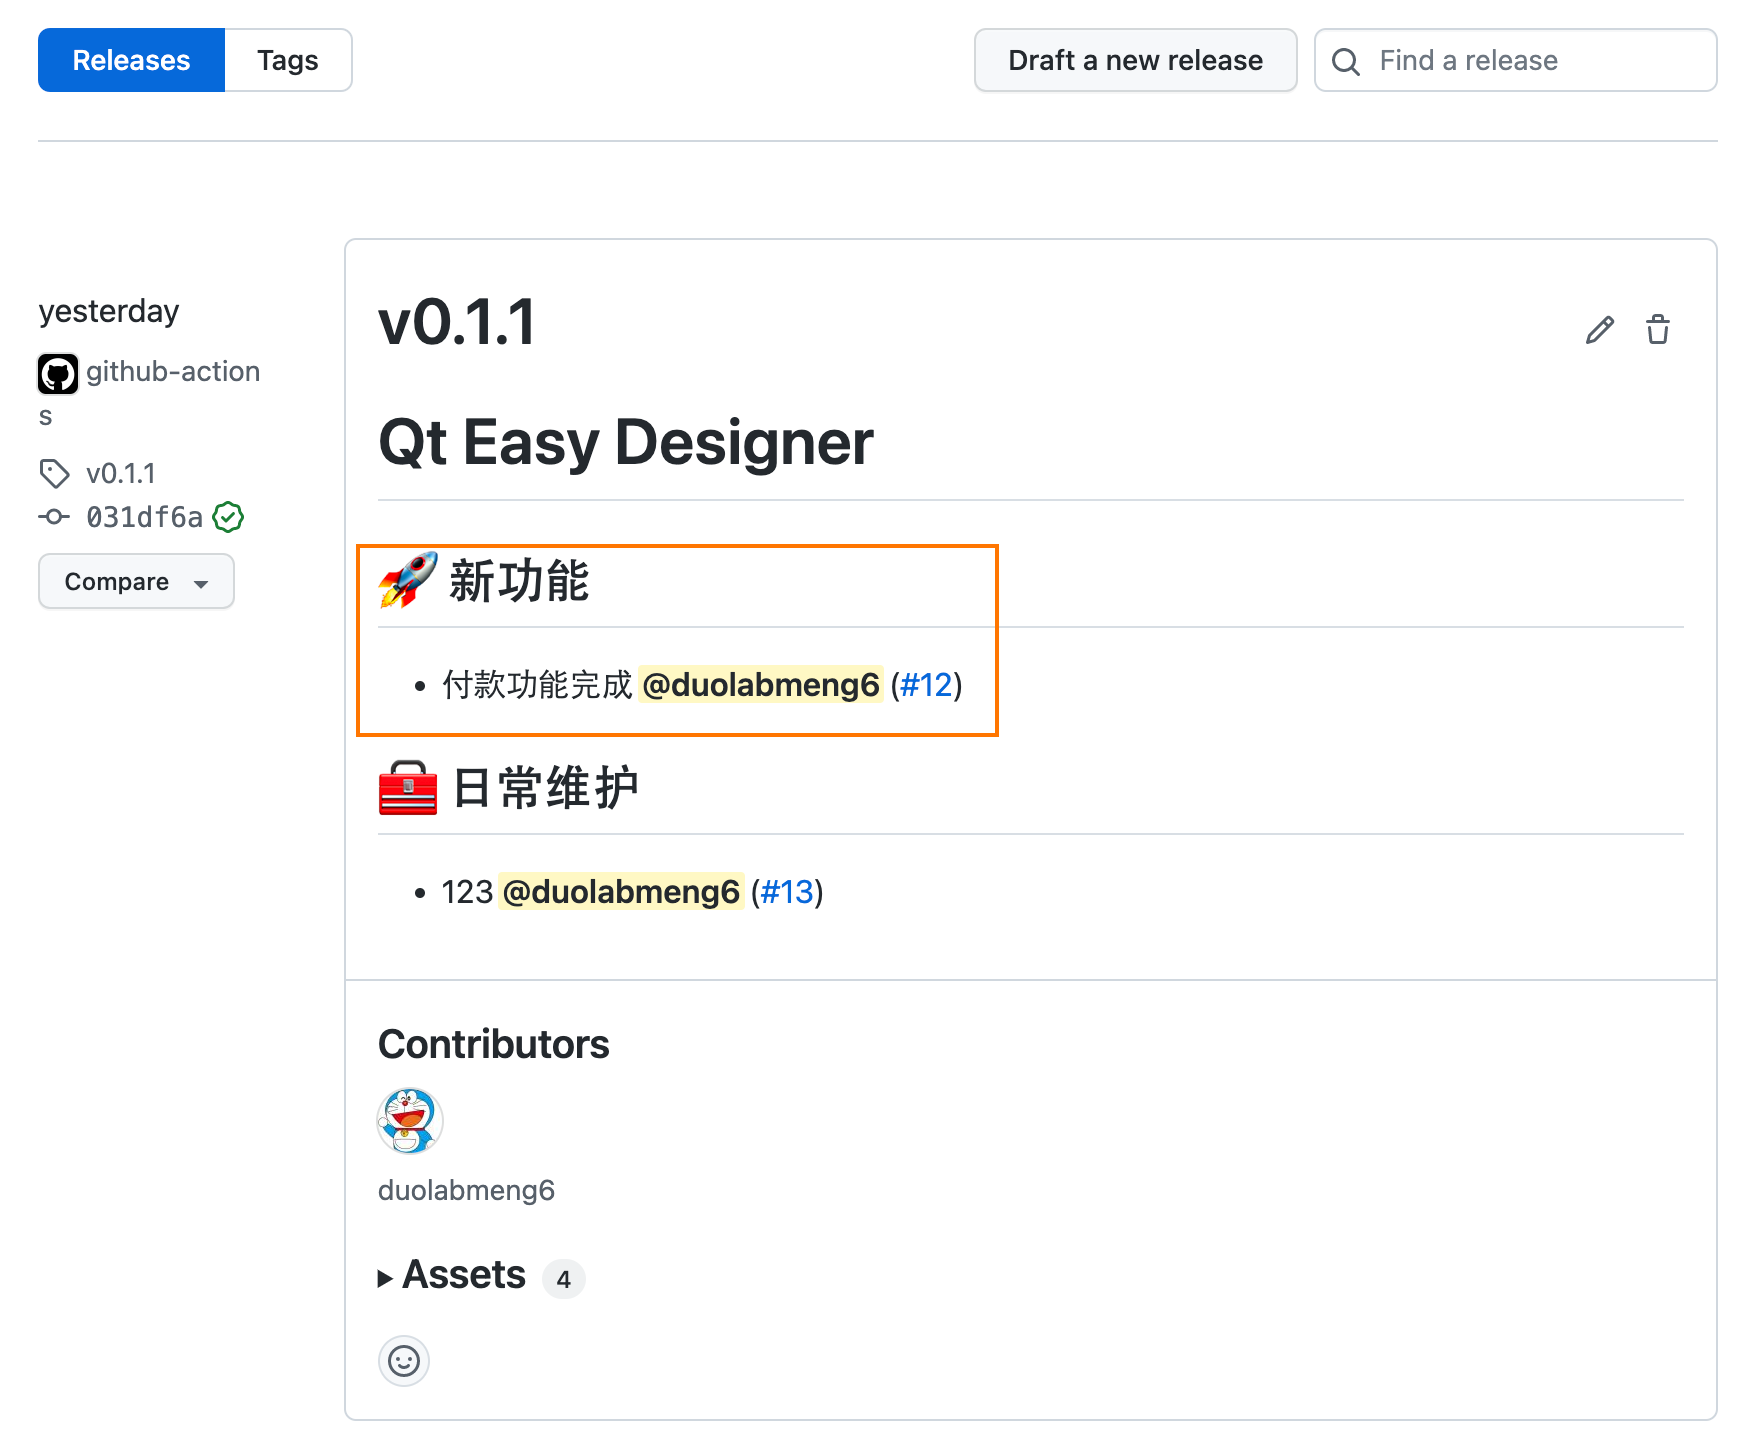 Releases Tags Draft a new release Find a release
yesterday
github-action
s
v0.1.1
031df6a
Compare
v0.1.1
Qt Easy Designer
🚀 新功能
• 付款功能完成 @duolabmeng6 (#12)
🧰 日常维护
• 123 @duolabmeng6 (#13)
Contributors
duolabmeng6
Assets 4